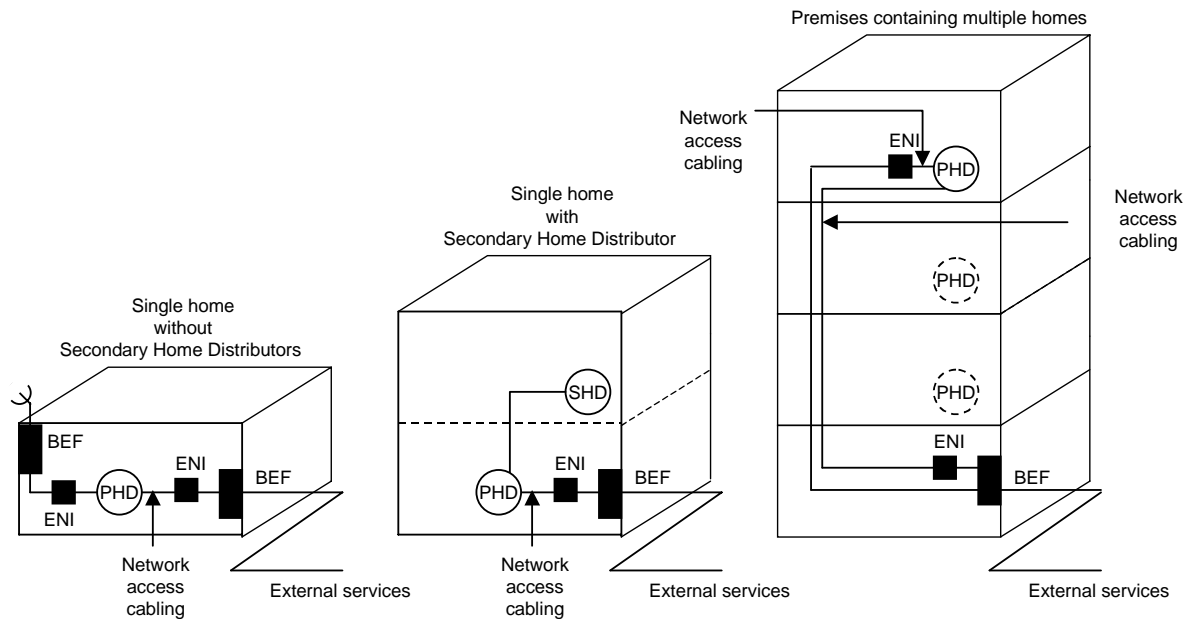 Single home
without
Secondary Home Distributors
BEF
ENI
PHD
ENI
BEF
Network
access
cabling
External services
Single home
with
Secondary Home Distributor
SHD
PHD
ENI
BEF
Network
access
cabling
External services
Premises containing multiple homes
Network
access
cabling
ENI
PHD
Network
access
cabling
PHD
PHD
ENI
BEF
External services